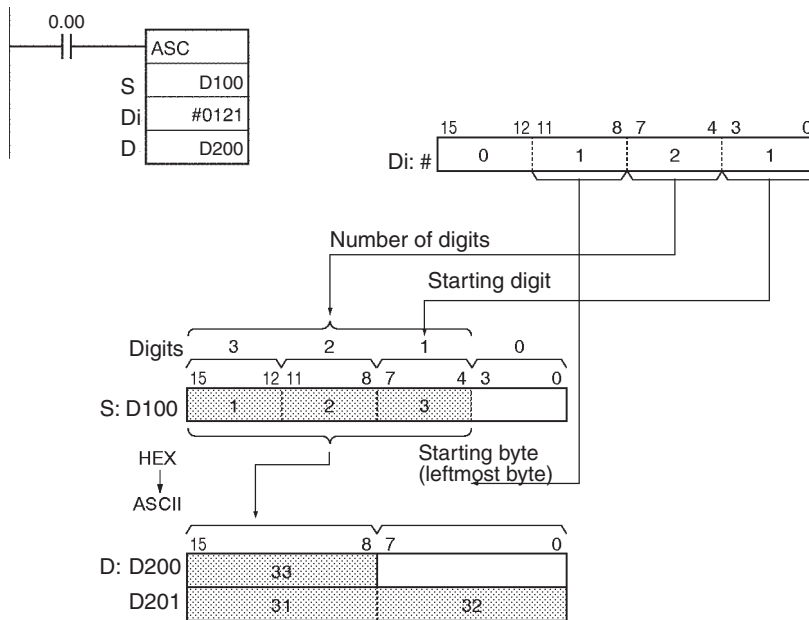 0.00
ASC
S D100
Di #0121
D D200
15 12 11 8 7 4 3 0
Di: # 0 1 2 1
Number of digits
Starting digit
Digits 3 2 1 0
15 12 11 8 7 4 3 0
S: D100 1 2 3
HEX
ASCII
Starting byte
(leftmost byte)
15 8 7 0
D: D200 33
D201 31 32